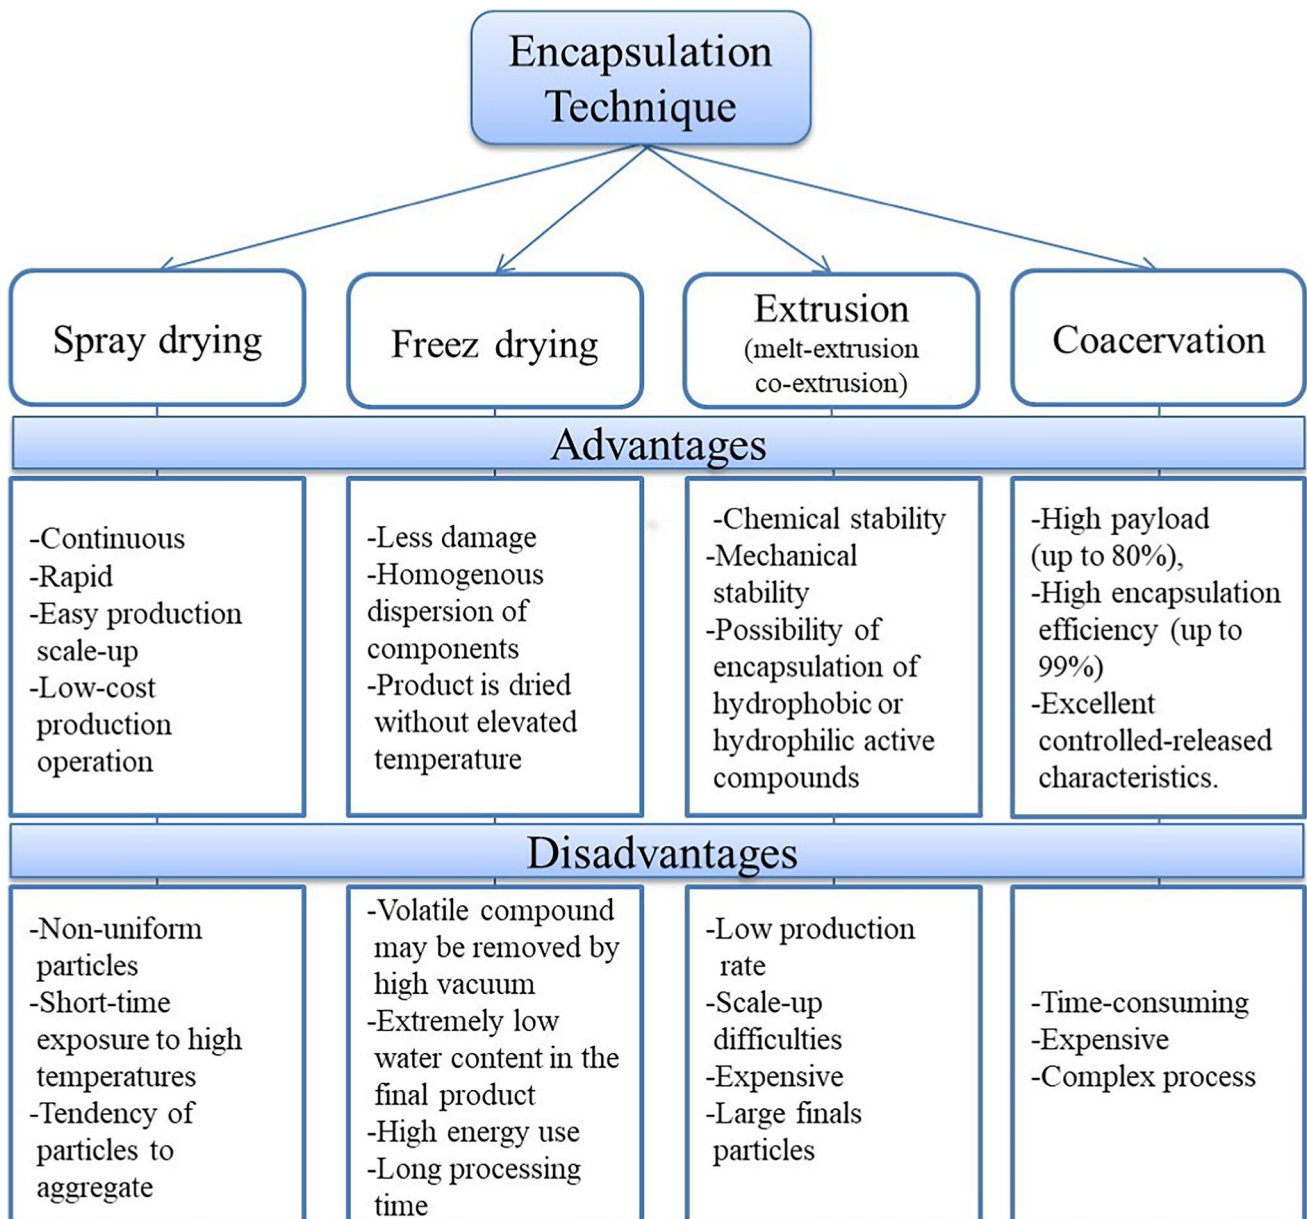 Encapsulation
Technique
Spray drying
Freez drying
Extrusion
(melt-extrusion
co-extrusion)
Coacervation
Advantages
-Continuous
-Rapid
-Easy production
scale-up
-Low-cost
production
operation
-Less damage
-Homogenous
dispersion of
components
-Product is dried
without elevated
temperature
-Chemical stability
-Mechanical
stability
-Possibility of
encapsulation of
hydrophobic or
hydrophilic active
compounds
-High payload
(up to 80%),
-High encapsulation
efficiency (up to
99%)
-Excellent
controlled-released
characteristics.
Disadvantages
-Non-uniform
particles
-Short-time
exposure to high
temperatures
-Tendency of
particles to
aggregate
-Volatile compound
may be removed by
high vacuum
-Extremely low
water content in the
final product
-High energy use
-Long processing
time
-Low production
rate
-Scale-up
difficulties
-Expensive
-Large finals
particles
-Time-consuming
-Expensive
-Complex process